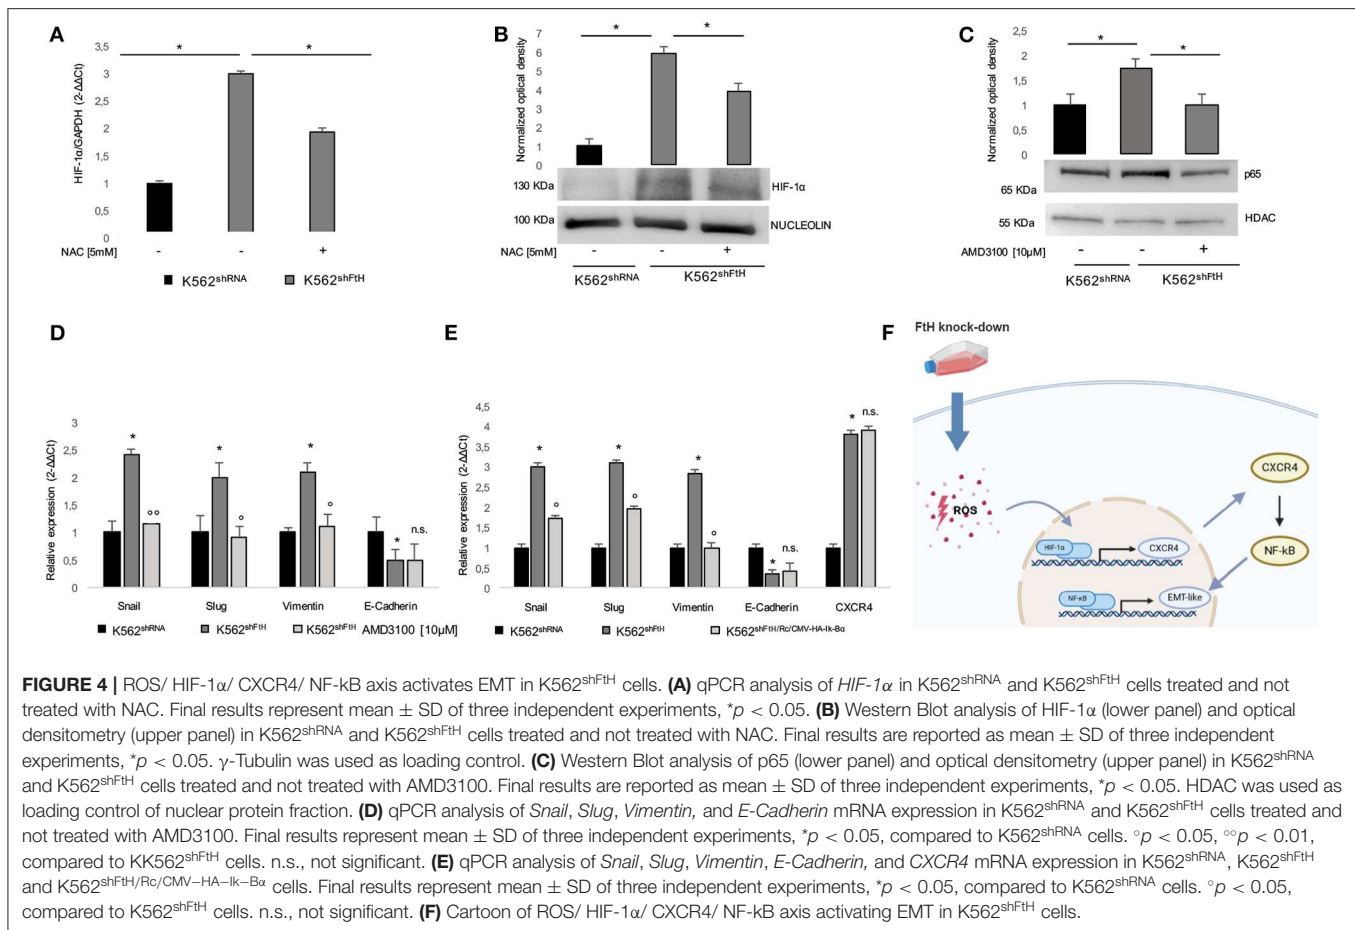 A
3,5
3
2,5
2
1,5
1
0,5
0
HIF-1α/GAPDH (2-ΔΔCt)
* *
NAC [5mM] - - +
K562shRNA K562shFtH
B
7
6
5
4
3
2
1
0
Normalized optical density
* *
130 KDa HIF-1α
100 KDa NUCLEOLIN
NAC [5mM] - - +
K562shRNA K562shFtH
C
2,5
2
1,5
1
0,5
0
Normalized optical density
* *
p65
65 KDa
55 KDa HDAC
AMD3100 [10µM] - - +
K562shRNA K562shFtH
D
3
2,5
2
1,5
1
0,5
0
Relative expression (2-ΔΔCt)
* °° * ° * ° * n.s.
Snail Slug Vimentin E-Cadherin
K562shRNA K562shFtH K562shFtH AMD3100 [10µM]
E
4,5
4
3,5
3
2,5
2
1,5
1
0,5
0
Relative expression (2-ΔΔCt)
* ° * ° * ° * n.s. * n.s.
Snail Slug Vimentin E-Cadherin CXCR4
K562shRNA K562shFtH K562shFtH/Rc/CMV-HA-Ik-Bα
F
FtH knock-down
ROS
CXCR4
NF-kB
HIF-1α CXCR4
NF-kB EMT-like
FIGURE 4 | ROS/ HIF-1α/ CXCR4/ NF-kB axis activates EMT in K562shFtH cells. (A) qPCR analysis of HIF-1α in K562shRNA and K562shFtH cells treated and not
treated with NAC. Final results represent mean ± SD of three independent experiments, *p < 0.05. (B) Western Blot analysis of HIF-1α (lower panel) and optical
densitometry (upper panel) in K562shRNA and K562shFtH cells treated and not treated with NAC. Final results are reported as mean ± SD of three independent
experiments, *p < 0.05. γ-Tubulin was used as loading control. (C) Western Blot analysis of p65 (lower panel) and optical densitometry (upper panel) in K562shRNA
and K562shFtH cells treated and not treated with AMD3100. Final results are reported as mean ± SD of three independent experiments, *p < 0.05. HDAC was used as
loading control of nuclear protein fraction. (D) qPCR analysis of Snail, Slug, Vimentin, and E-Cadherin mRNA expression in K562shRNA and K562shFtH cells treated and
not treated with AMD3100. Final results represent mean ± SD of three independent experiments, *p < 0.05, compared to K562shRNA cells. °p < 0.05, °°p < 0.01,
compared to KK562shFtH cells. n.s., not significant. (E) qPCR analysis of Snail, Slug, Vimentin, E-Cadherin, and CXCR4 mRNA expression in K562shRNA, K562shFtH
and K562shFtH/Rc/CMV−HA−Ik−Bα cells. Final results represent mean ± SD of three independent experiments, *p < 0.05, compared to K562shRNA cells. °p < 0.05,
compared to K562shFtH cells. n.s., not significant. (F) Cartoon of ROS/ HIF-1α/ CXCR4/ NF-kB axis activating EMT in K562shFtH cells.